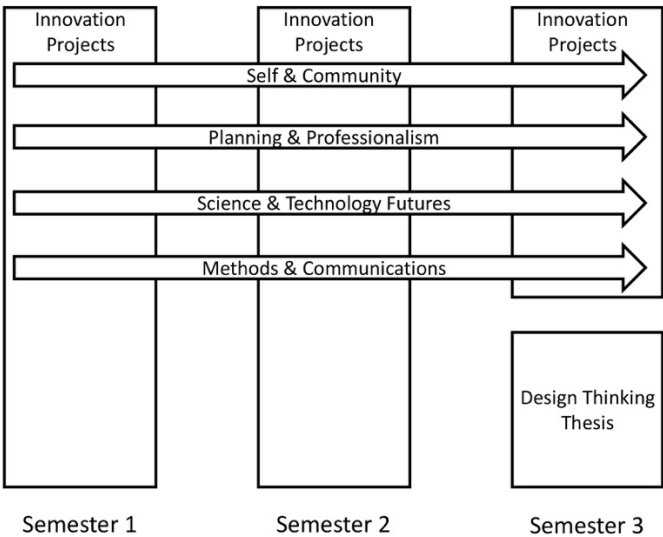 Innovation
Projects
Innovation
Projects
Innovation
Projects
Self & Community
Planning & Professionalism
Science & Technology Futures
Methods & Communications
Design Thinking
Thesis
Semester 1
Semester 2
Semester 3